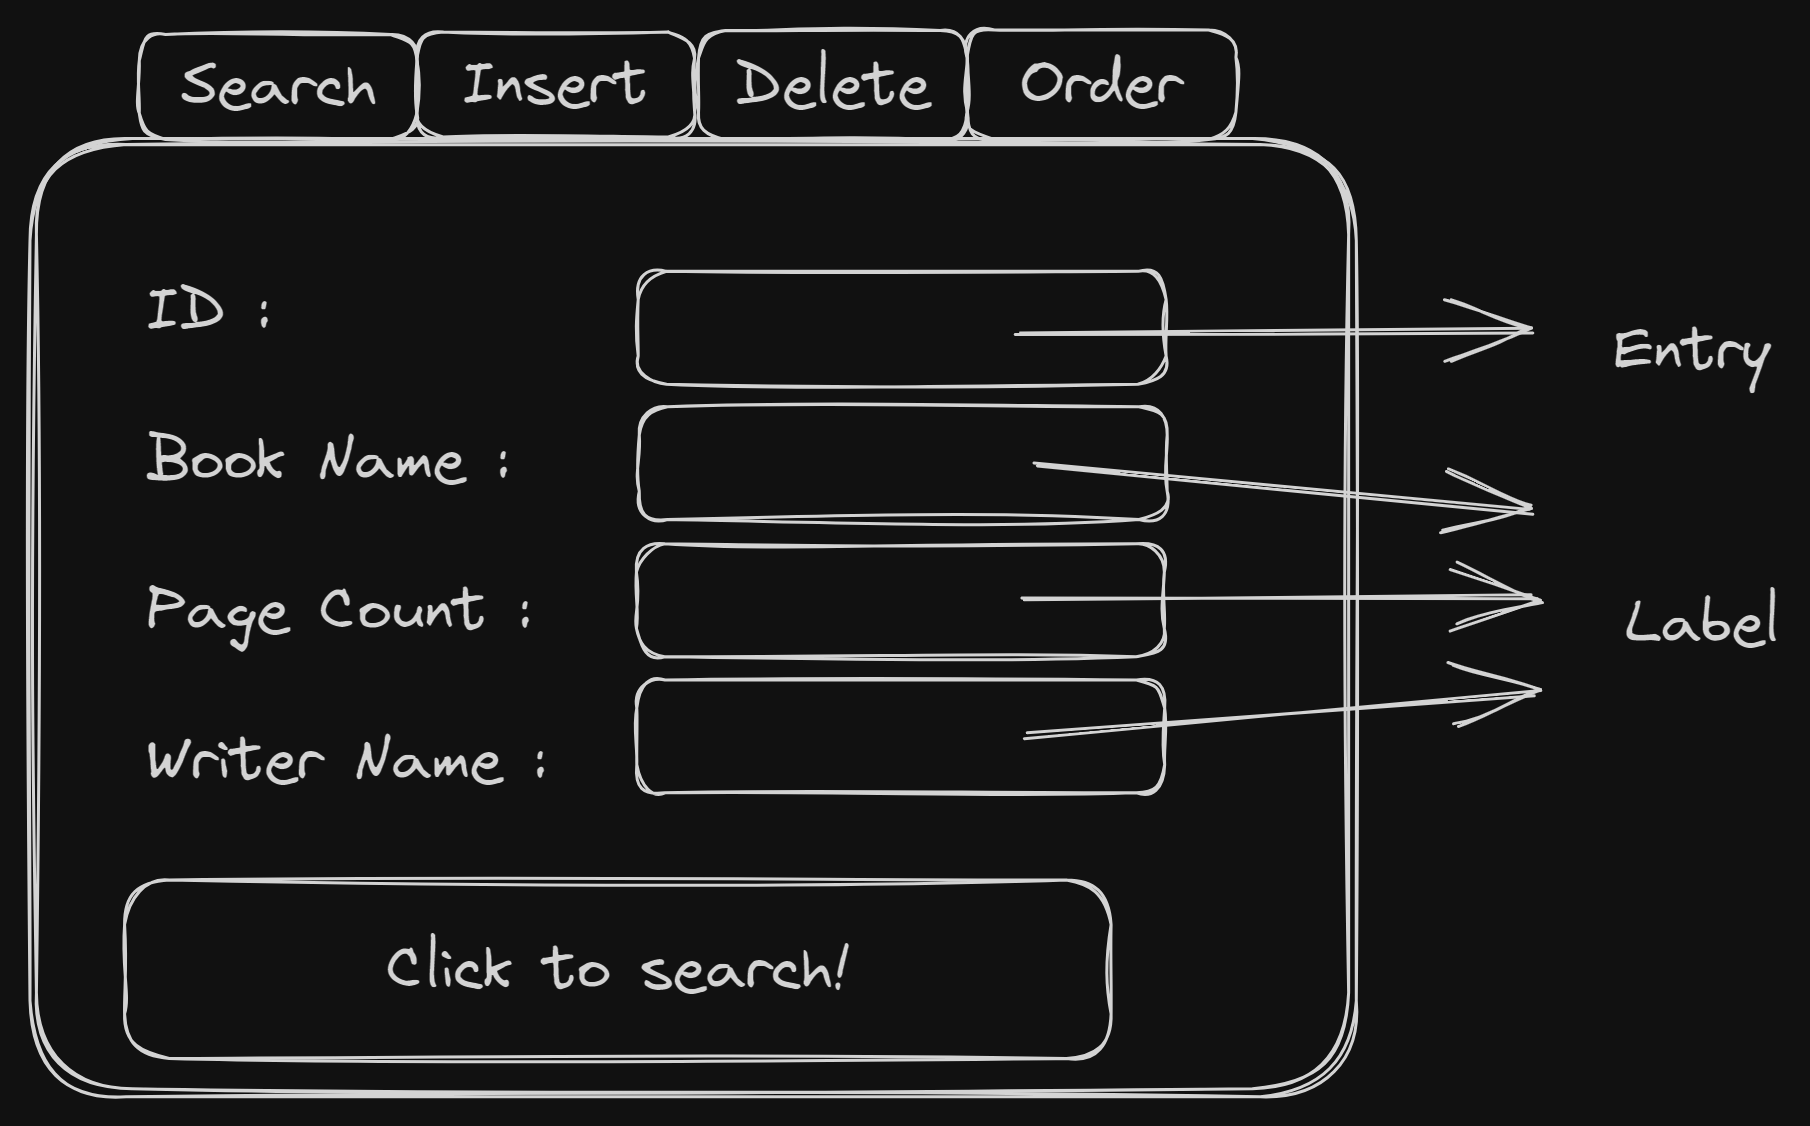 Search Insert Delete Order
ID :
Entry
Book Name :
Page Count :
Label
Writer Name :
Click to search!